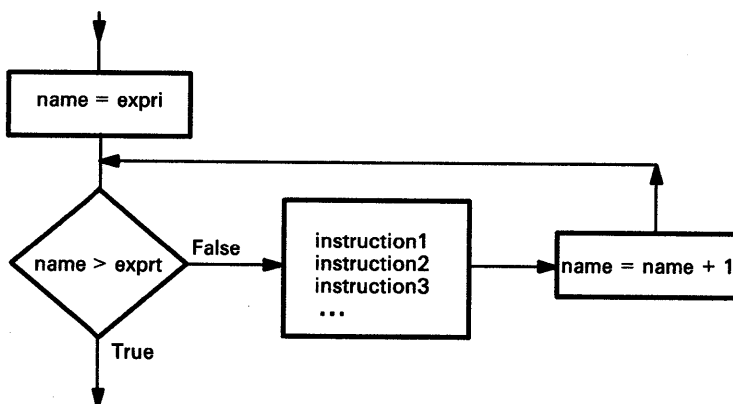 name = expri
name > exprt
False
instruction1
instruction2
instruction3
...
name = name + 1
True